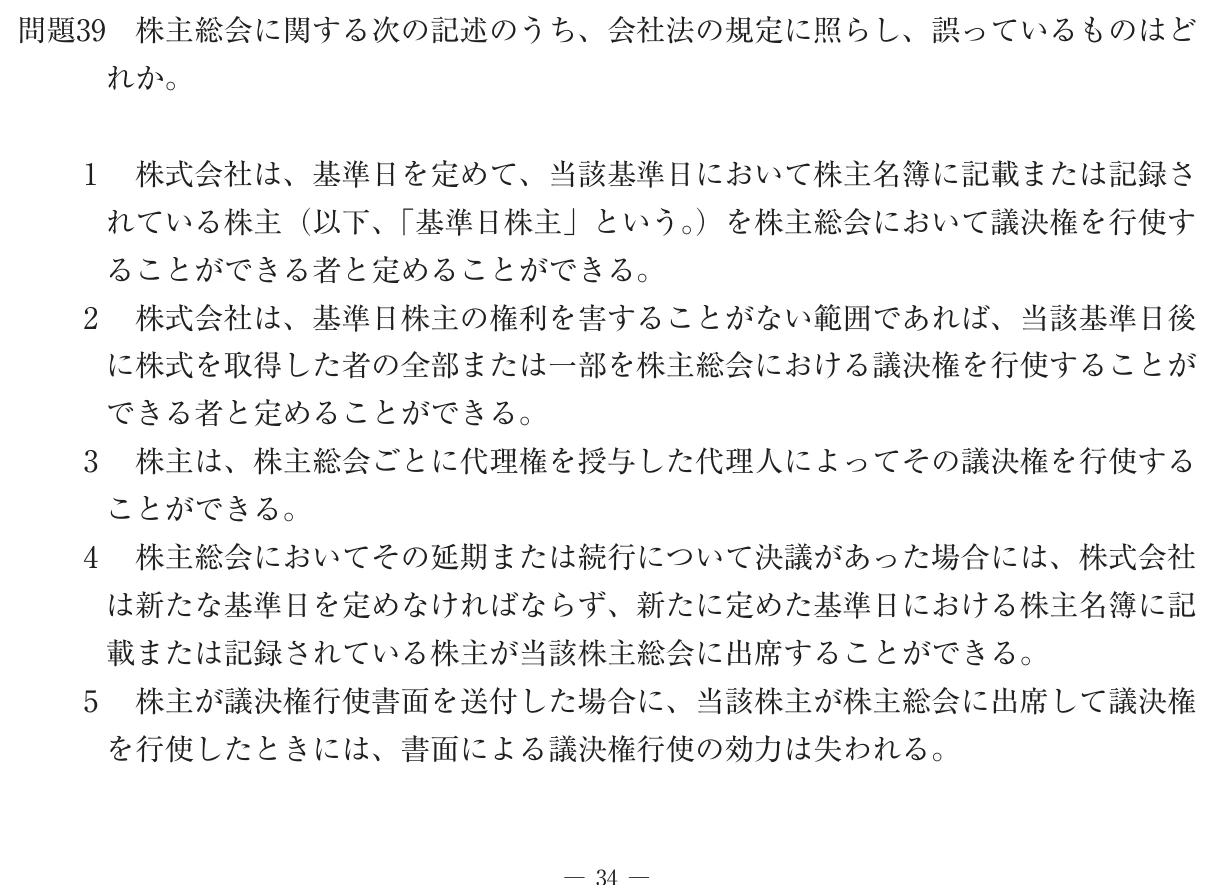 問題39 株主総会に関する次の記述のうち、会社法の規定に照らし、誤っているものはど
れか。
1 株式会社は、基準日を定めて、当該基準日において株主名簿に記載または記録さ
れている株主（以下、「基準日株主」という。）を株主総会において議決権を行使す
ることができる者と定めることができる。
2 株式会社は、基準日株主の権利を害することがない範囲であれば、当該基準日後
に株式を取得した者の全部または一部を株主総会における議決権を行使することが
できる者と定めることができる。
3 株主は、株主総会ごとに代理権を授与した代理人によってその議決権を行使する
ことができる。
4 株主総会においてその延期または続行について決議があった場合には、株式会社
は新たな基準日を定めなければならず、新たに定めた基準日における株主名簿に記
載または記録されている株主が当該株主総会に出席することができる。
5 株主が議決権行使書面を送付した場合に、当該株主が株主総会に出席して議決権
を行使したときには、書面による議決権行使の効力は失われる。
― 34 ―